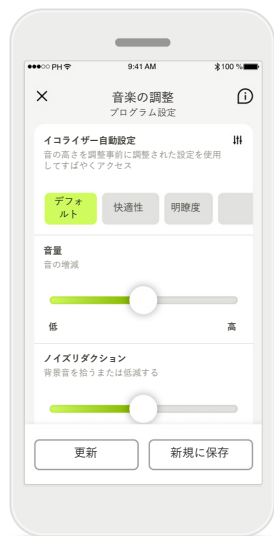 ●●●○○ PH 9:41 AM 100 %
音楽の調整
プログラム設定
イコライザー自動設定
音の高さを調整事前に調整された設定を使用
してすばやくアクセス
デフォ
ルト
快適性
明瞭度
音量
音の増減
低 高
ノイズリダクション
背景音を拾うまたは低減する
更新
新規に保存